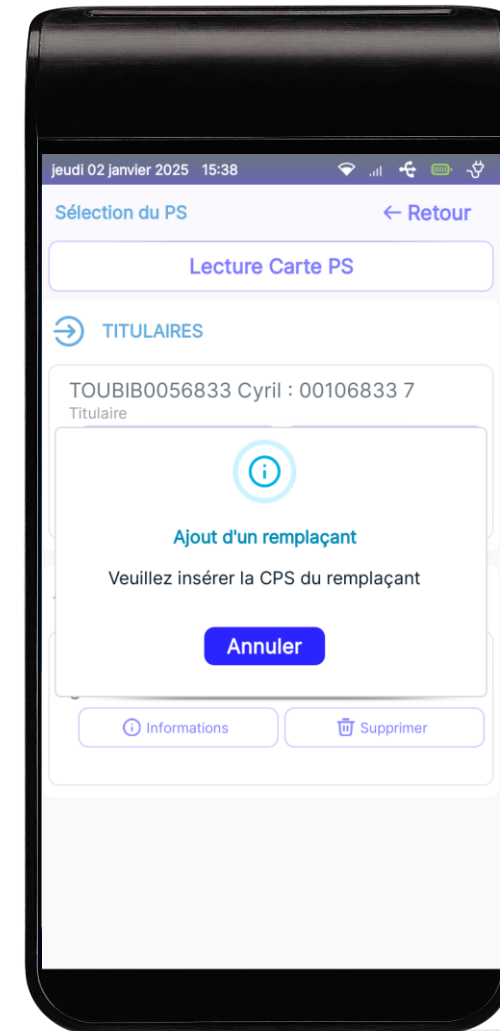 jeudi 02 janvier 2025 15:38
Sélection du PS
← Retour
Lecture Carte PS
TITULAIRES
TOUBIB0056833 Cyril : 00106833 7
Titulaire
Ajout d'un remplaçant
Veuillez insérer la CPS du remplaçant
Annuler
Informations
Supprimer